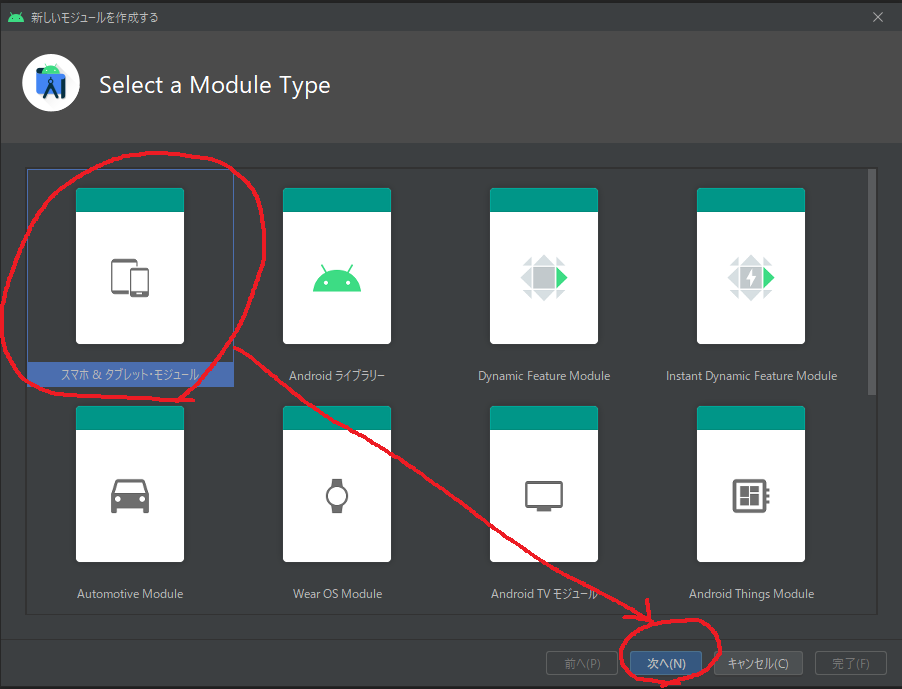 新しいモジュールを作成する
Select a Module Type
スマホ & タブレット・モジュール
Android ライブラリー
Dynamic Feature Module
Instant Dynamic Feature Module
Automotive Module
Wear OS Module
Android TV モジュール
Android Things Module
前へ(P)
次へ(N)
キャンセル(C)
完了(F)